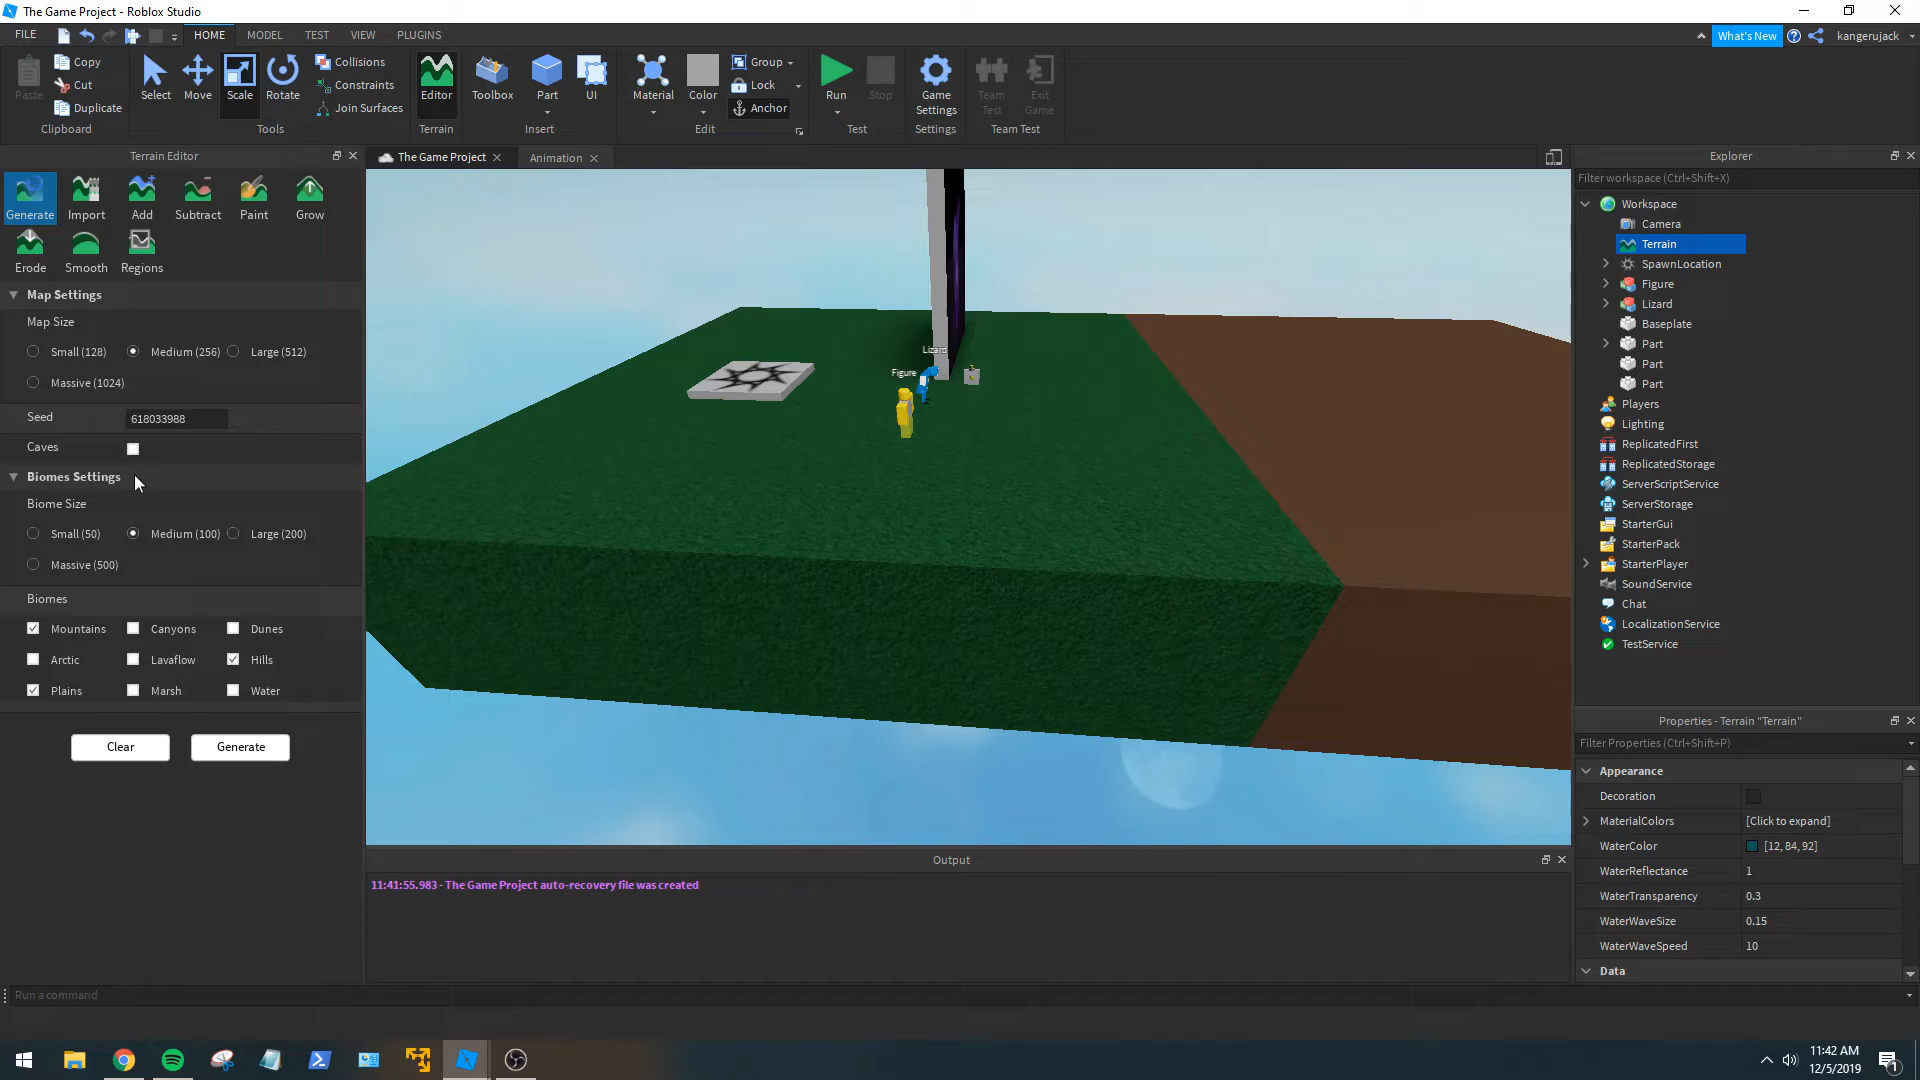 The Game Project - Roblox Studio
FILE
HOME
MODEL
TEST
VIEW
PLUGINS
What's New
kangerujack
Paste
Copy
Cut
Duplicate
Clipboard
Select
Move
Scale
Rotate
Collisions
Constraints
Join Surfaces
Tools
Editor
Terrain
Toolbox
Part
UI
Insert
Material
Color
Group
Lock
Anchor
Edit
Run
Stop
Test
Game Settings
Settings
Team Test
Exit Game
Team Test
Terrain Editor
Generate
Import
Add
Subtract
Paint
Grow
Erode
Smooth
Regions
Map Settings
Map Size
Small (128)
Medium (256)
Large (512)
Massive (1024)
Seed
618033988
Caves
Biomes Settings
Biome Size
Small (50)
Medium (100)
Large (200)
Massive (500)
Biomes
Mountains
Canyons
Dunes
Arctic
Lavaflow
Hills
Plains
Marsh
Water
Clear
Generate
The Game Project
Animation
Lizard
Figure
Output
11:41:55.983 - The Game Project auto-recovery file was created
Run a command
Explorer
Filter workspace (Ctrl+Shift+X)
Workspace
Camera
Terrain
SpawnLocation
Figure
Lizard
Baseplate
Part
Part
Part
Players
Lighting
ReplicatedFirst
ReplicatedStorage
ServerScriptService
ServerStorage
StarterGui
StarterPack
StarterPlayer
SoundService
Chat
LocalizationService
TestService
Properties - Terrain "Terrain"
Filter Properties (Ctrl+Shift+P)
Appearance
Decoration
MaterialColors
[Click to expand]
WaterColor
[12, 84, 92]
WaterReflectance
1
WaterTransparency
0.3
WaterWaveSize
0.15
WaterWaveSpeed
10
Data
11:42 AM
12/5/2019
1